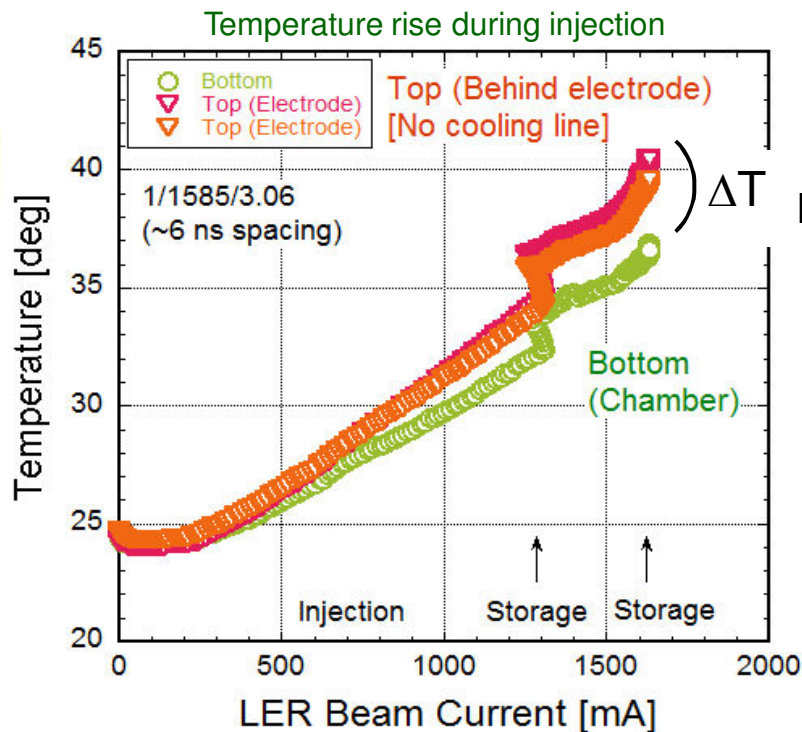 Temperature rise during injection
45
40
35
30
25
20
Temperature [deg]
Bottom
Top (Electrode)
Top (Electrode)
Top (Behind electrode)
[No cooling line]
1/1585/3.06
(~6 ns spacing)
ΔT
Bottom
(Chamber)
Injection
Storage
Storage
0
500
1000
1500
2000
LER Beam Current [mA]